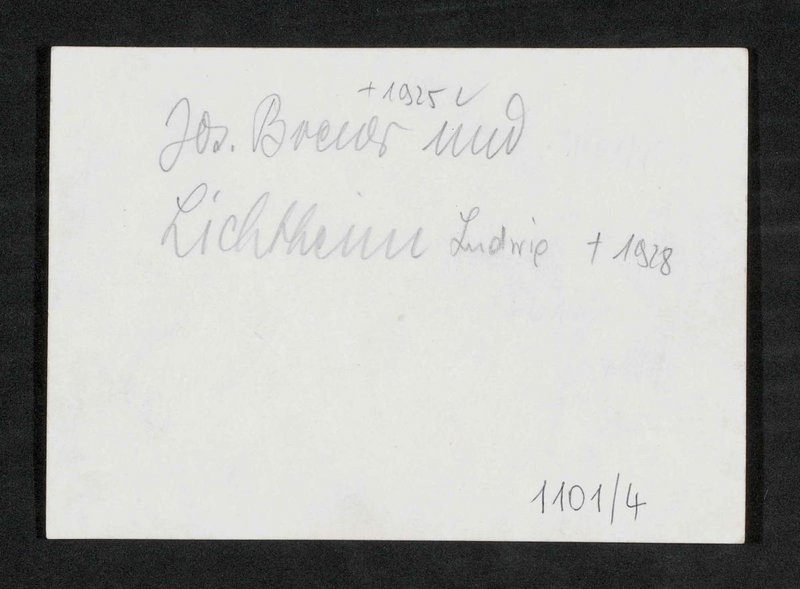 + 1925 ✓
Jos. Breuer und
Lichtheim Ludwig + 1928
1101/4